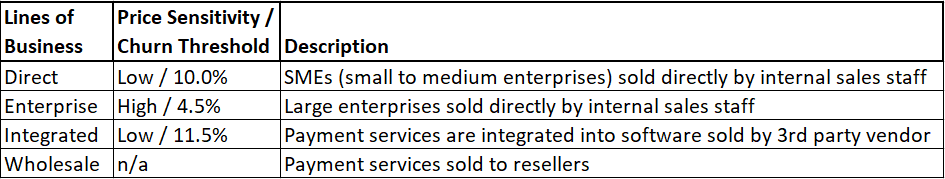 Lines of Business Price Sensitivity / Churn Threshold Description
Direct Low / 10.0% SMEs (small to medium enterprises) sold directly by internal sales staff
Enterprise High / 4.5% Large enterprises sold directly by internal sales staff
Integrated Low / 11.5% Payment services are integrated into software sold by 3rd party vendor
Wholesale n/a Payment services sold to resellers